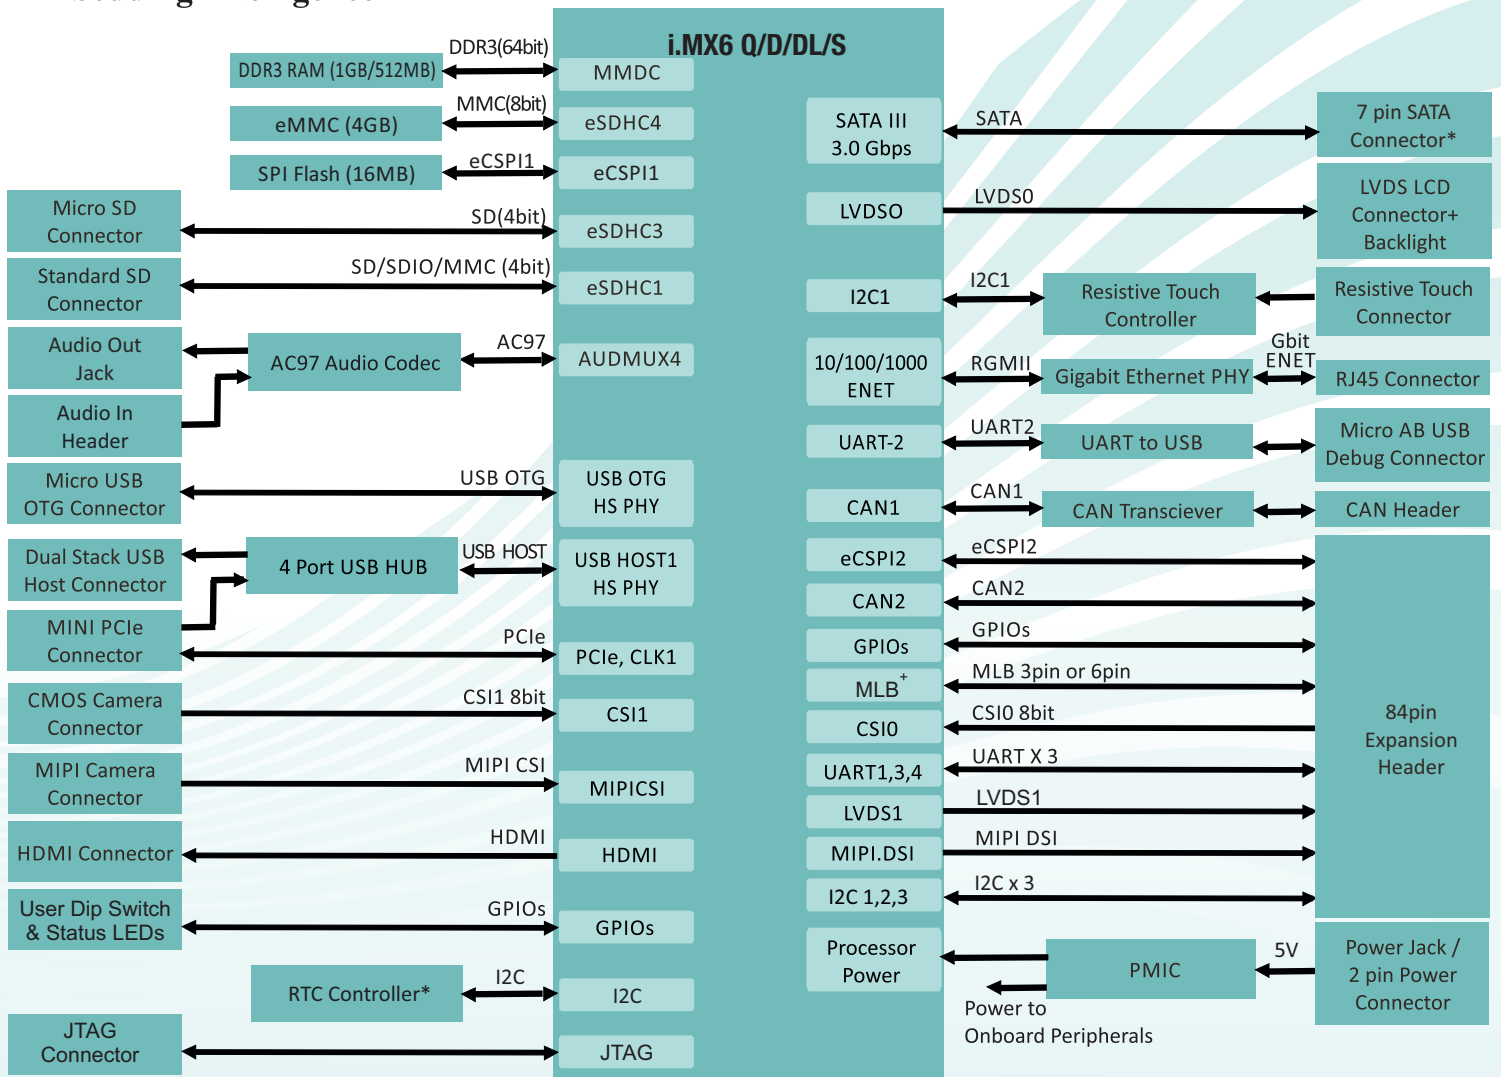 i.MX6 Q/D/DL/S
DDR3 RAM (1GB/512MB)
DDR3(64bit)
MMDC
eMMC (4GB)
MMC(8bit)
eSDHC4
SPI Flash (16MB)
eCSPI1
eCSPI1
Micro SD
Connector
SD(4bit)
eSDHC3
Standard SD
Connector
SD/SDIO/MMC (4bit)
eSDHC1
Audio Out
Jack
AC97 Audio Codec
AC97
AUDMUX4
Audio In
Header
Micro USB
OTG Connector
USB OTG
USB OTG
HS PHY
Dual Stack USB
Host Connector
4 Port USB HUB
USB HOST
USB HOST1
HS PHY
MINI PCIe
Connector
PCIe
PCIe, CLK1
CMOS Camera
Connector
CSI1 8bit
CSI1
MIPI Camera
Connector
MIPI CSI
MIPICSI
HDMI Connector
HDMI
HDMI
User Dip Switch
& Status LEDs
GPIOs
GPIOs
RTC Controller*
I2C
I2C
JTAG
Connector
JTAG
SATA III
3.0 Gbps
SATA
7 pin SATA
Connector*
LVDSO
LVDS0
LVDS LCD
Connector+
Backlight
I2C1
I2C1
Resistive Touch
Controller
Resistive Touch
Connector
10/100/1000
ENET
RGMII
Gigabit Ethernet PHY
Gbit
ENET
RJ45 Connector
UART-2
UART2
UART to USB
Micro AB USB
Debug Connector
CAN1
CAN1
CAN Transciever
CAN Header
eCSPI2
eCSPI2
CAN2
CAN2
GPIOs
GPIOs
MLB+
MLB 3pin or 6pin
CSI0
CSI0 8bit
UART1,3,4
UART X 3
LVDS1
LVDS1
MIPI.DSI
MIPI DSI
I2C 1,2,3
I2C x 3
84pin
Expansion
Header
Processor
Power
PMIC
5V
Power Jack /
2 pin Power
Connector
Power to
Onboard Peripherals